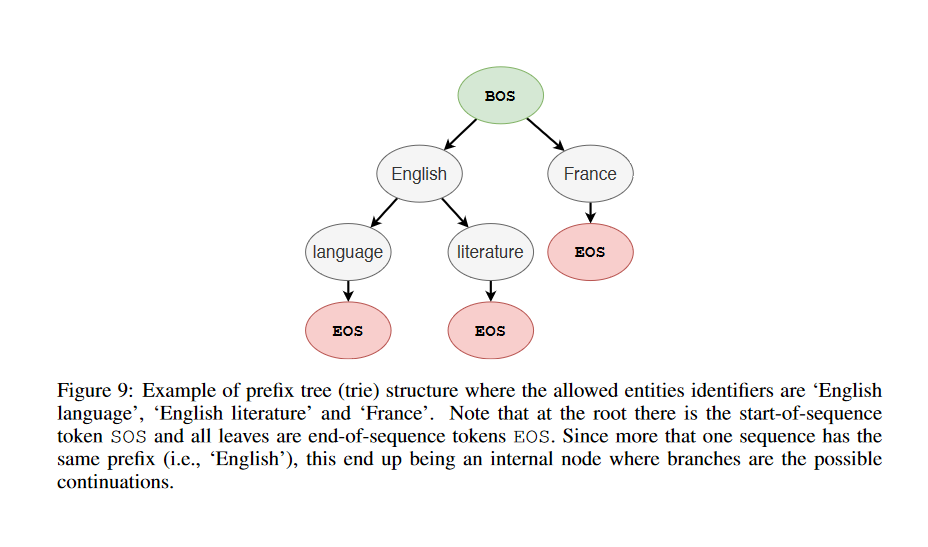 BOS
English
France
language
literature
EOS
EOS
EOS
Figure 9: Example of prefix tree (trie) structure where the allowed entities identifiers are ‘English
language’, ‘English literature’ and ‘France’. Note that at the root there is the start-of-sequence
token SOS and all leaves are end-of-sequence tokens EOS. Since more that one sequence has the
same prefix (i.e., ‘English’), this end up being an internal node where branches are the possible
continuations.